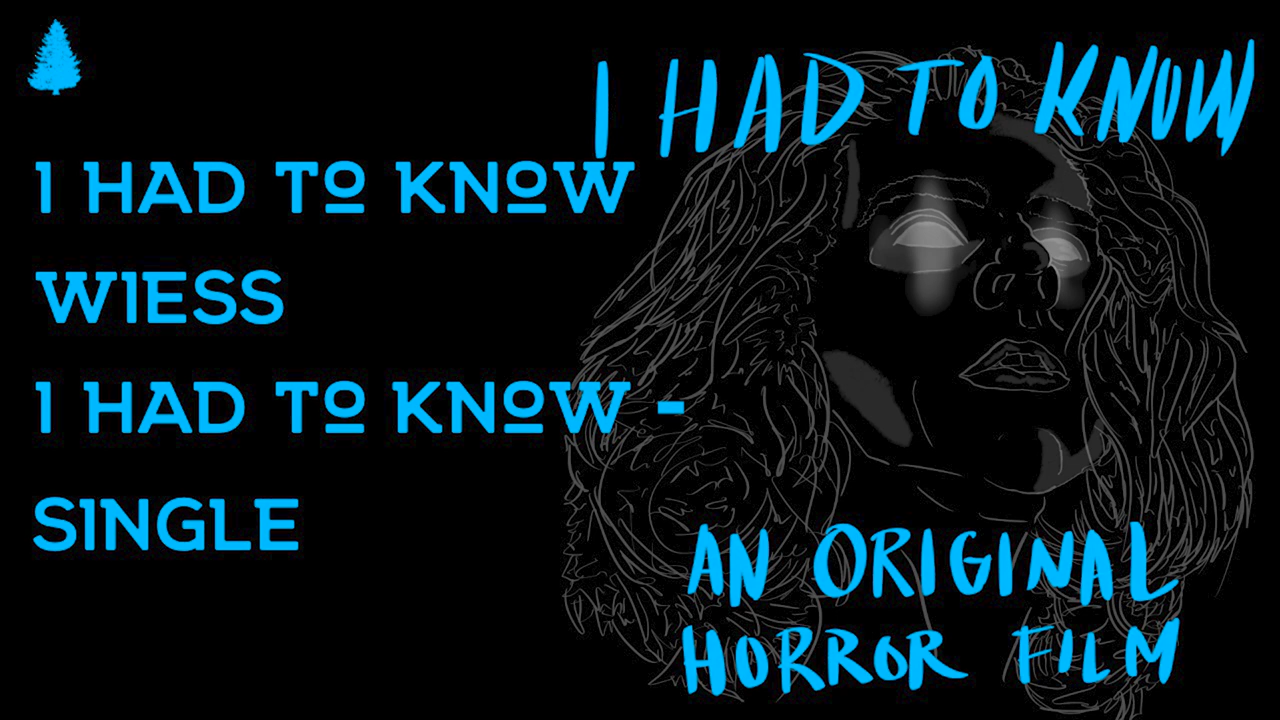 I HAD TO KNOW
WIESS
I HAD TO KNOW -
SINGLE
I HAD TO KNOW
AN ORIGINAL
HORROR FILM